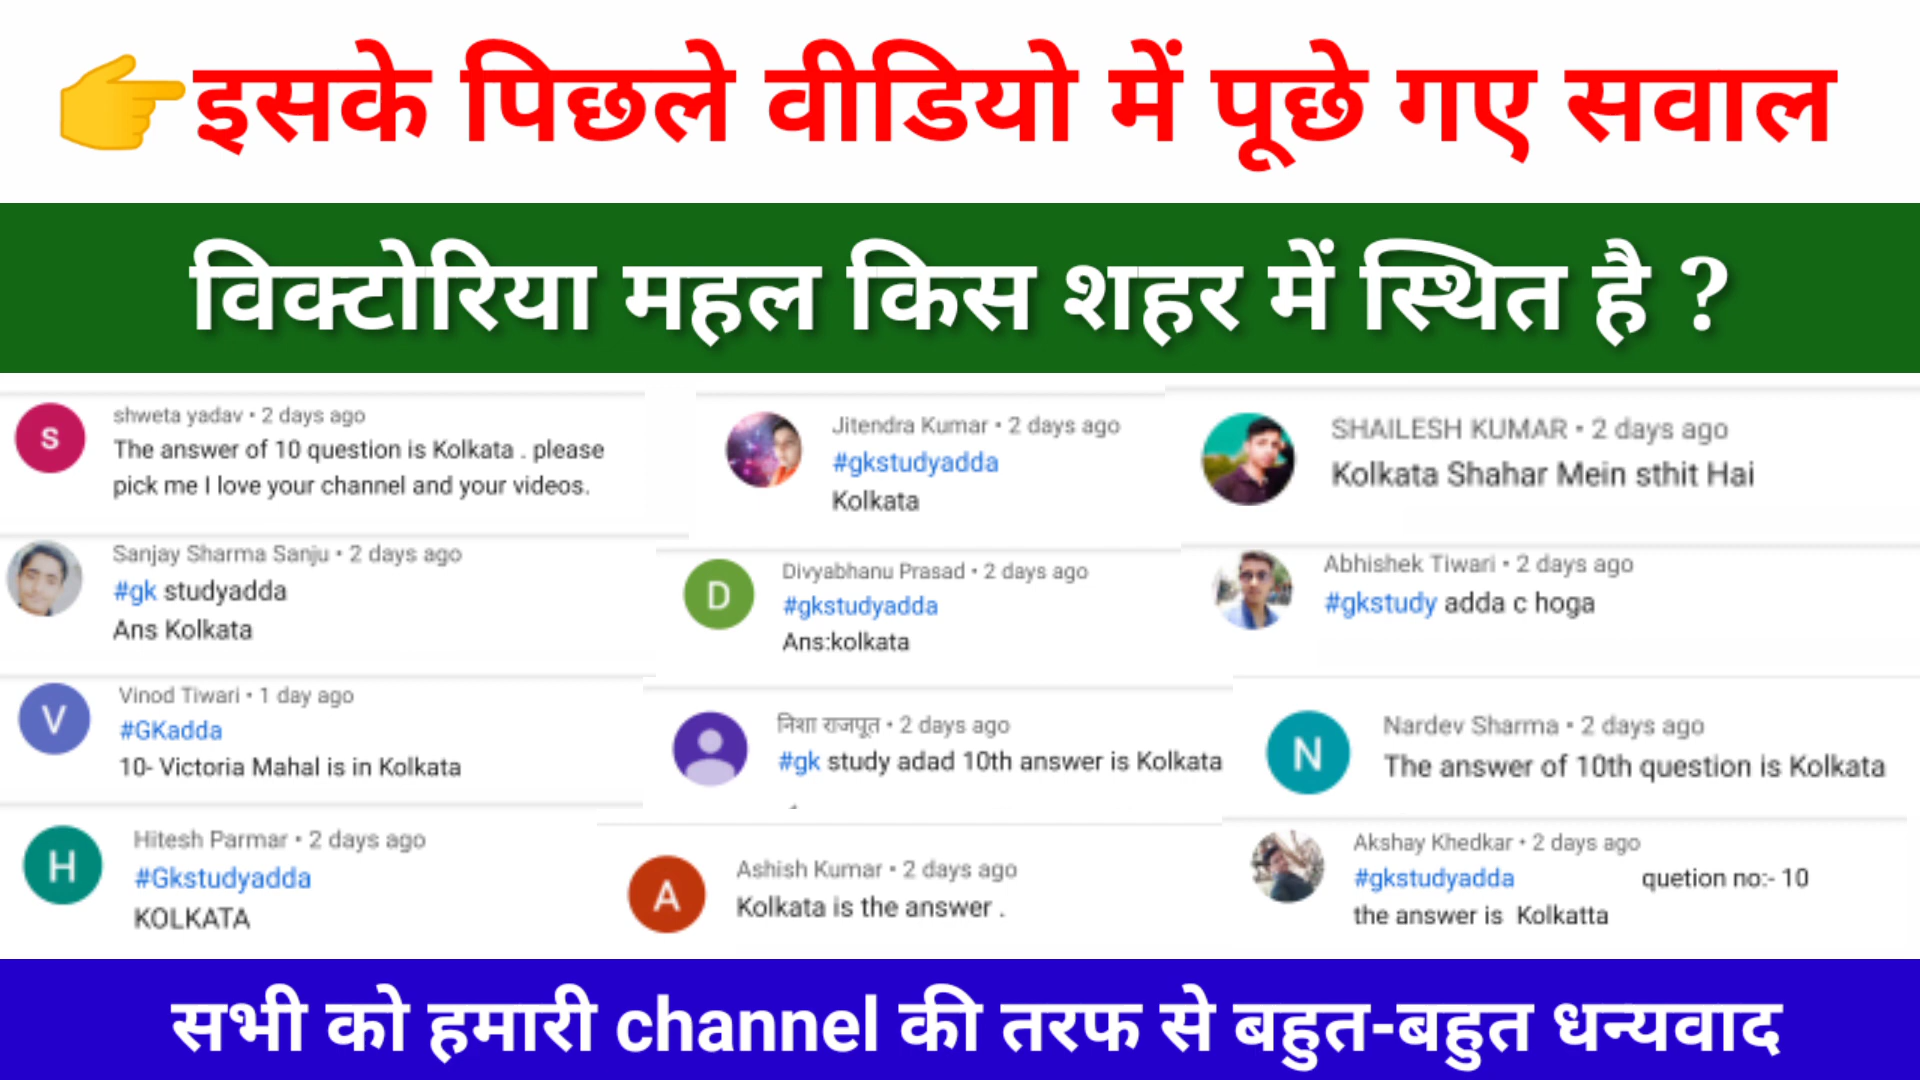 👉इसके पिछले वीडियो में पूछे गए सवाल
विक्टोरिया महल किस शहर में स्थित है ?
S
shweta yadav • 2 days ago
The answer of 10 question is Kolkata . please
pick me I love your channel and your videos.
Sanjay Sharma Sanju • 2 days ago
#gk studyadda
Ans Kolkata
V
Vinod Tiwari • 1 day ago
#GKadda
10- Victoria Mahal is in Kolkata
H
Hitesh Parmar • 2 days ago
#Gkstudyadda
KOLKATA
Jitendra Kumar • 2 days ago
#gkstudyadda
Kolkata
D
Divyabhanu Prasad • 2 days ago
#gkstudyadda
Ans:kolkata
निशा राजपूत • 2 days ago
#gk study adad 10th answer is Kolkata
A
Ashish Kumar • 2 days ago
Kolkata is the answer .
SHAILESH KUMAR • 2 days ago
Kolkata Shahar Mein sthit Hai
Abhishek Tiwari • 2 days ago
#gkstudy adda c hoga
N
Nardev Sharma • 2 days ago
The answer of 10th question is Kolkata
Akshay Khedkar • 2 days ago
#gkstudyadda quetion no:- 10
the answer is Kolkatta
सभी को हमारी channel की तरफ से बहुत-बहुत धन्यवाद